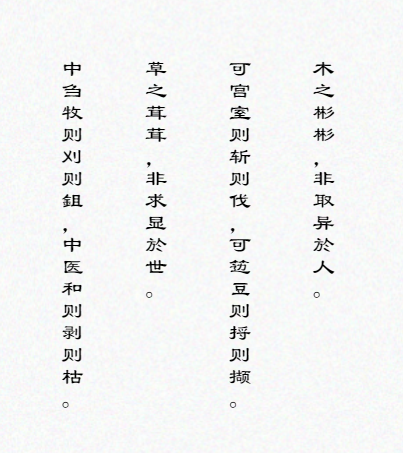 木之彬彬，非取异於人。
可宫室则斩则伐，可笾豆则捋则撷。
草之茸茸，非求显於世。
中刍牧则刈则鉏，中医和则剥则枯。